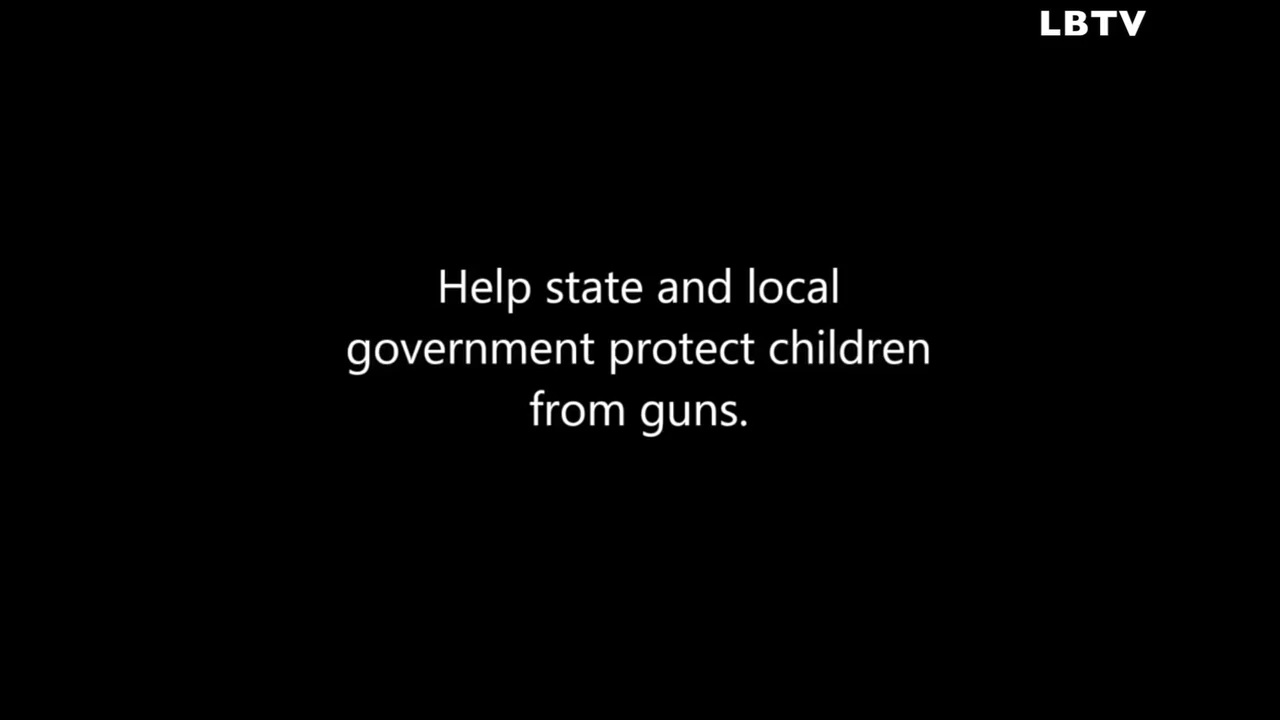 LBTV
Help state and local
government protect children
from guns.